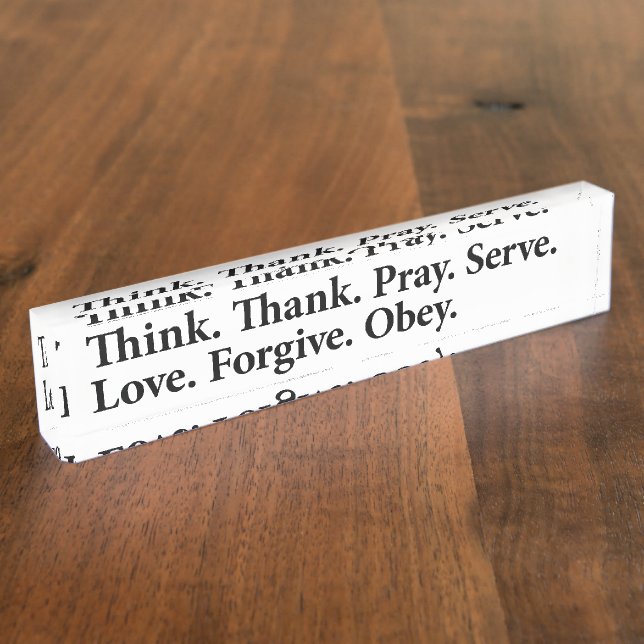 Think. Thank. Pray. Serve.
Love. Forgive. Obey.